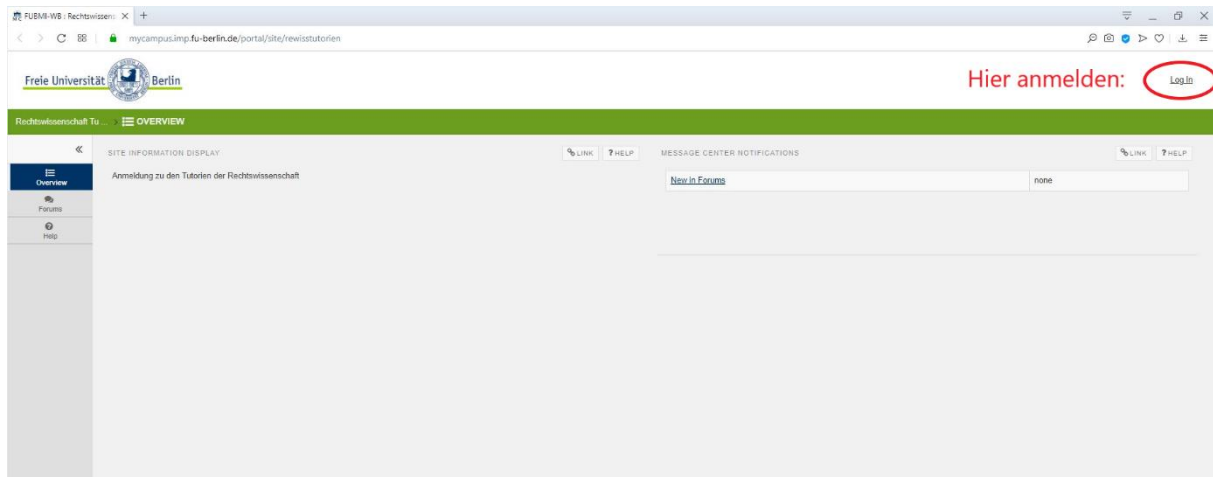 FUBMI-WB : Rechtswissen
mycampus.imp.fu-berlin.de/portal/site/rewisstutorien
Freie Universität Berlin
Hier anmelden: Log In
Rechtswissenschaft Tu ... > OVERVIEW
SITE INFORMATION DISPLAY LINK ? HELP MESSAGE CENTER NOTIFICATIONS LINK ? HELP
Overview
Anmeldung zu den Tutorien der Rechtswissenschaft
New in Forums none
Forums
Help